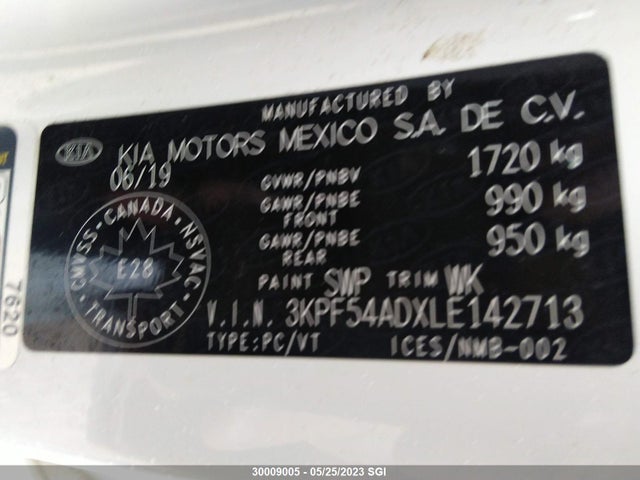 MANUFACTURED BY
KIA KIA MOTORS MEXICO S.A. DE C.V.
06/19
GVWR/PNBV 1720 kg
GAWR/PNBE FRONT 990 kg
GAWR/PNBE REAR 950 kg
CMVSS-CANADA-NSVAC
E28
TRANSPORT
PAINT SWP TRIM WK
V.I.N. 3KPF54ADXLE142713
TYPE:PC/VT ICES/NMB-002
7620
30009005 - 05/25/2023 SGI